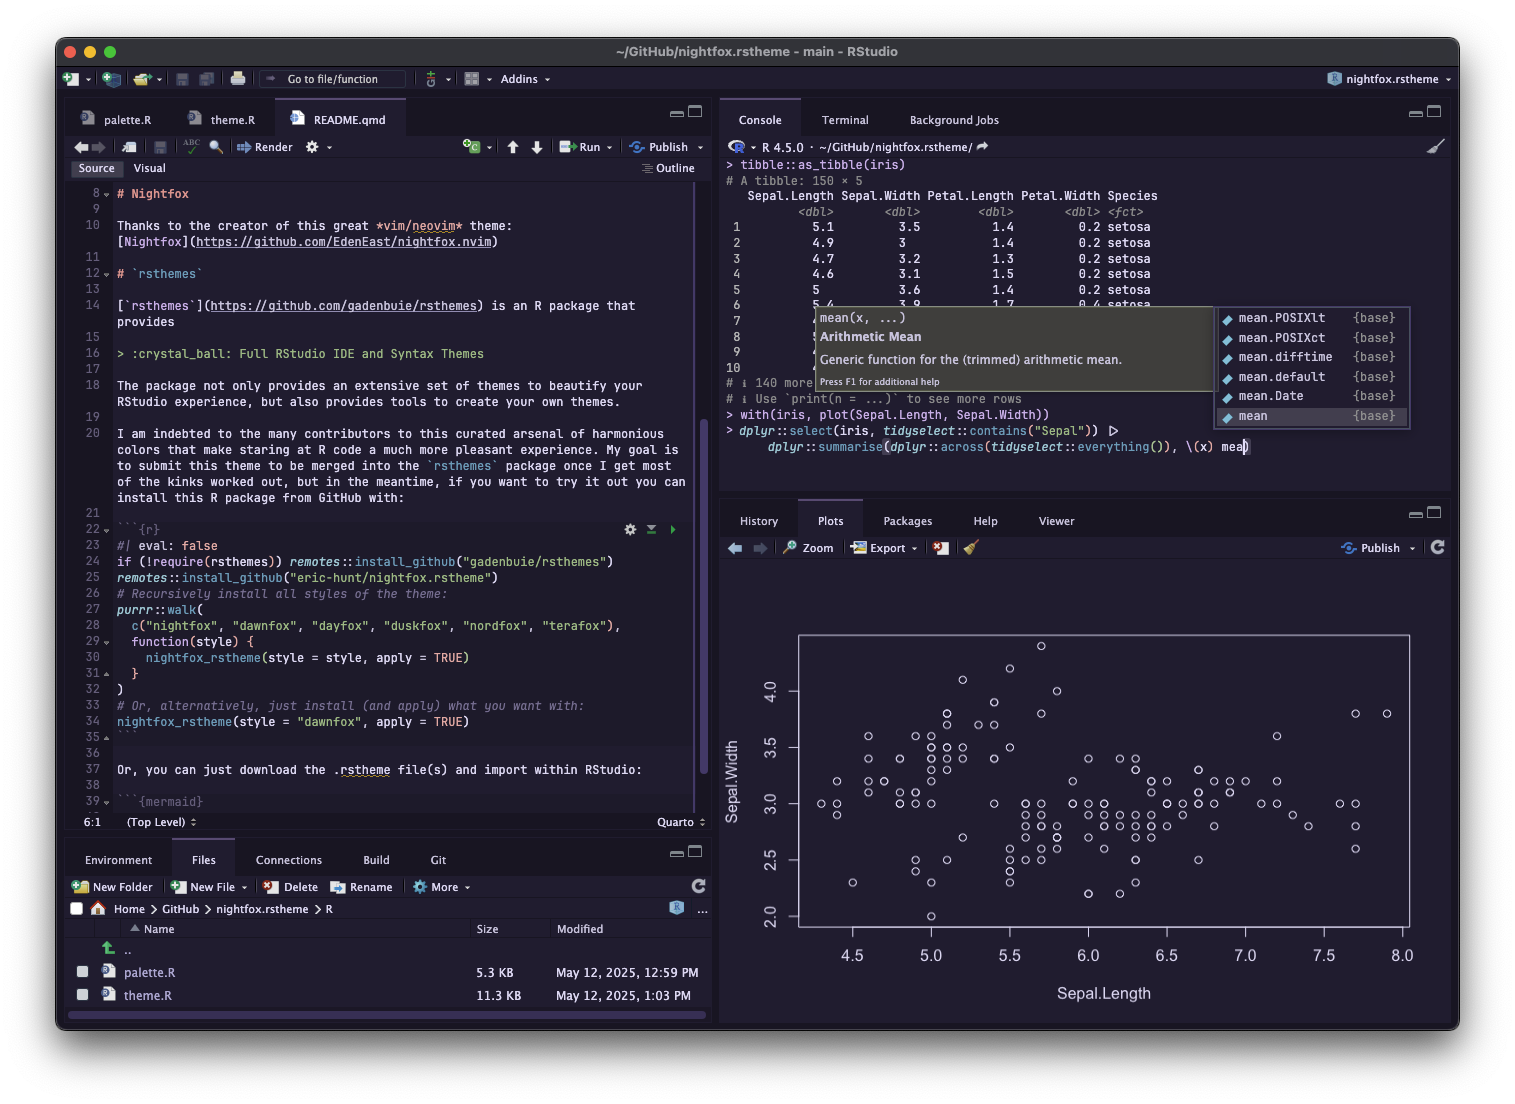 ~/GitHub/nightfox.rstheme - main - RStudio
Go to file/function
Git
Addins
nightfox.rstheme
palette.R
theme.R
README.qmd
ABC
Render
Run
Publish
Source
Visual
Outline
8 # Nightfox
9
10 Thanks to the creator of this great *vim/neovim* theme:
[Nightfox](https://github.com/EdenEast/nightfox.nvim)
11
12 # `rsthemes`
13
14 [`rsthemes`](https://github.com/gadenbuie/rsthemes) is an R package that
provides
15
16 > :crystal_ball: Full RStudio IDE and Syntax Themes
17
18 The package not only provides an extensive set of themes to beautify your
RStudio experience, but also provides tools to create your own themes.
19
20 I am indebted to the many contributors to this curated arsenal of harmonious
colors that make staring at R code a much more pleasant experience. My goal is
to submit this theme to be merged into the `rsthemes` package once I get most
of the kinks worked out, but in the meantime, if you want to try it out you can
install this R package from GitHub with:
21
22 ```{r}
23 #| eval: false
24 if (!require(rsthemes)) remotes::install_github("gadenbuie/rsthemes")
25 remotes::install_github("eric-hunt/nightfox.rstheme")
26 # Recursively install all styles of the theme:
27 purrr::walk(
28 c("nightfox", "dawnfox", "dayfox", "duskfox", "nordfox", "terafox"),
29 function(style) {
30 nightfox_rstheme(style = style, apply = TRUE)
31 }
32 )
33 # Or, alternatively, just install (and apply) what you want with:
34 nightfox_rstheme(style = "dawnfox", apply = TRUE)
35 ```
36
37 Or, you can just download the .rstheme file(s) and import within RStudio:
38
39 ```{mermaid}
6:1 (Top Level)
Quarto
Environment
Files
Connections
Build
Git
New Folder
New File
Delete
Rename
More
Home > GitHub > nightfox.rstheme > R
...
Name
Size
Modified
..
palette.R 5.3 KB May 12, 2025, 12:59 PM
theme.R 11.3 KB May 12, 2025, 1:03 PM
Console
Terminal
Background Jobs
R 4.5.0 · ~/GitHub/nightfox.rstheme/
> tibble::as_tibble(iris)
# A tibble: 150 × 5
Sepal.Length Sepal.Width Petal.Length Petal.Width Species
<dbl> <dbl> <dbl> <dbl> <fct>
1 5.1 3.5 1.4 0.2 setosa
2 4.9 3 1.4 0.2 setosa
3 4.7 3.2 1.3 0.2 setosa
4 4.6 3.1 1.5 0.2 setosa
5 5 3.6 1.4 0.2 setosa
6 5.4 3.9 1.7 0.4 setosa
7
8
9
10
# ℹ 140 more
# ℹ Use `print(n = ...)` to see more rows
> with(iris, plot(Sepal.Length, Sepal.Width))
> dplyr::select(iris, tidyselect::contains("Sepal")) |>
dplyr::summarise(dplyr::across(tidyselect::everything()), \(x) mea)
mean(x, ...)
Arithmetic Mean
Generic function for the (trimmed) arithmetic mean.
Press F1 for additional help
mean.POSIXlt {base}
mean.POSIXct {base}
mean.difftime {base}
mean.default {base}
mean.Date {base}
mean {base}
History
Plots
Packages
Help
Viewer
Zoom
Export
Publish
4.0
3.5
3.0
2.5
2.0
Sepal.Width
4.5 5.0 5.5 6.0 6.5 7.0 7.5 8.0
Sepal.Length